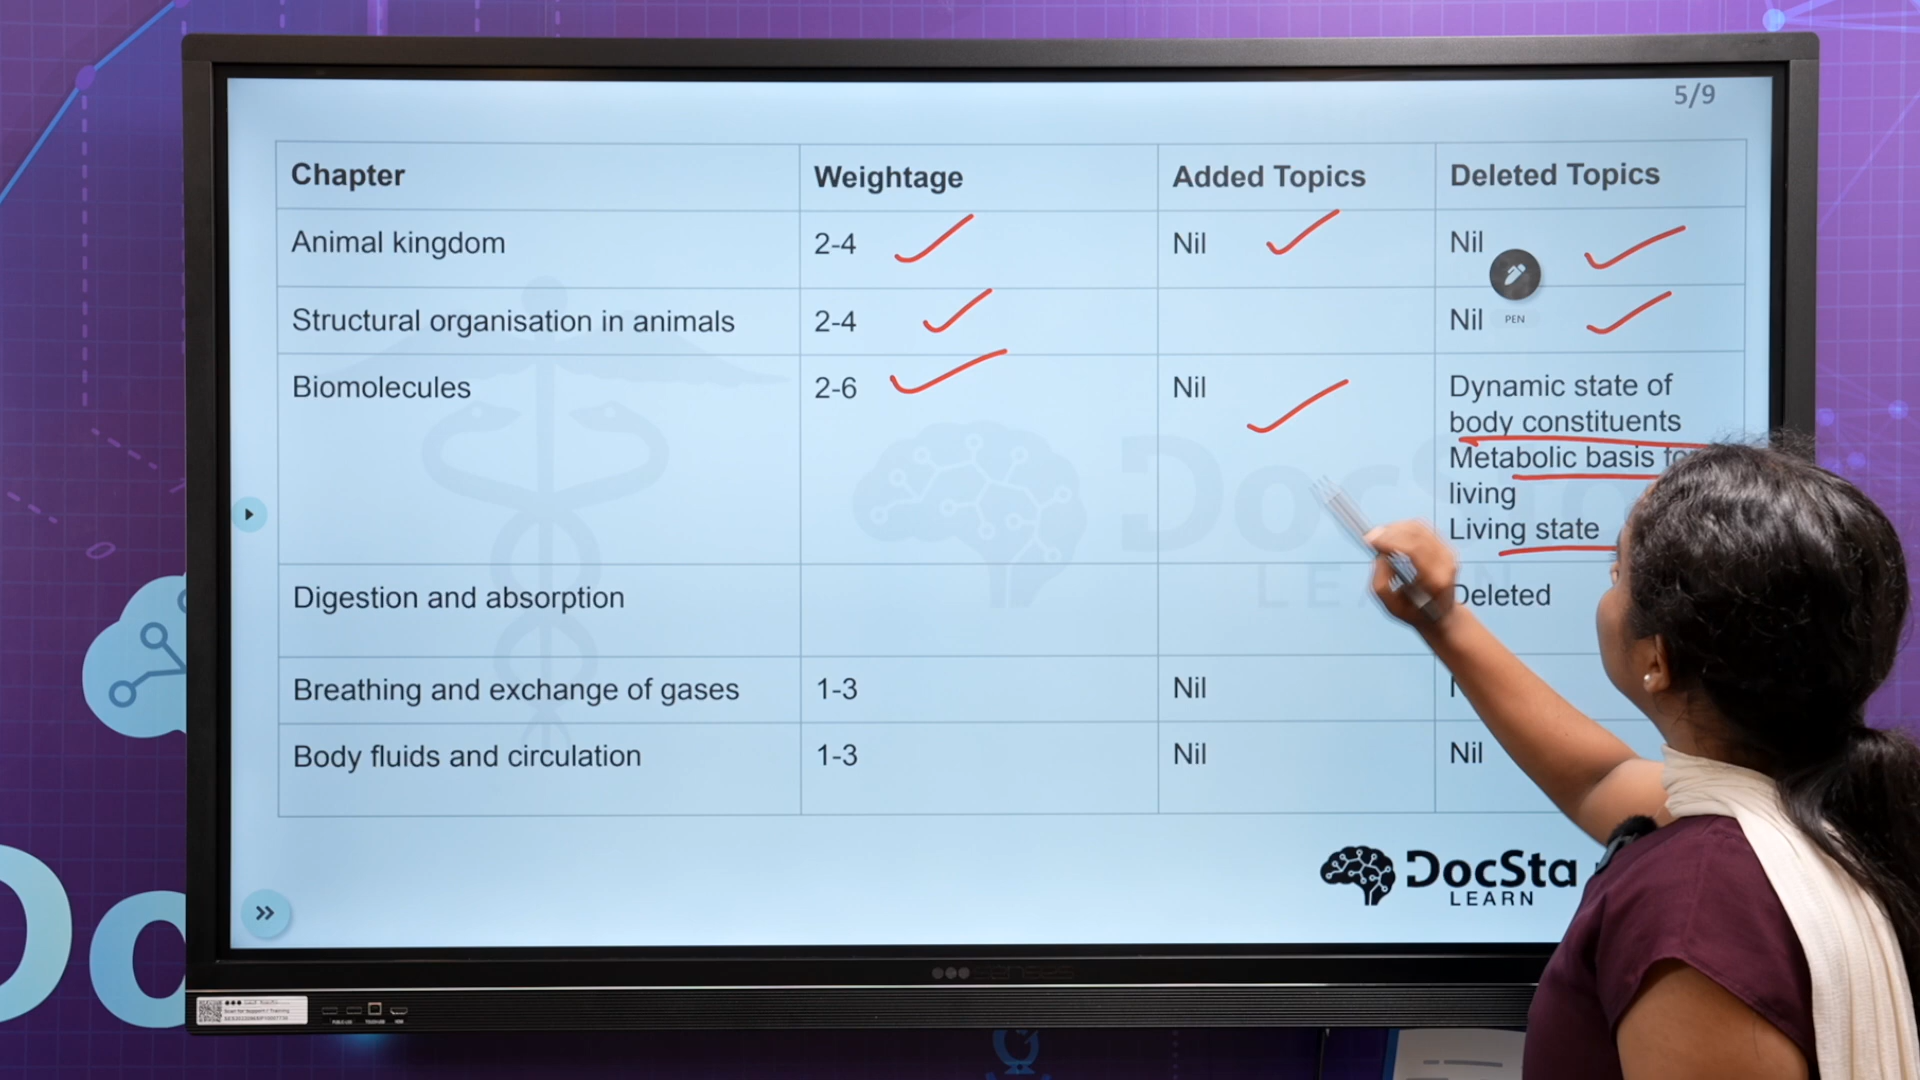 5/9
Chapter Weightage Added Topics Deleted Topics
Animal kingdom 2-4 Nil Nil
PEN
Structural organisation in animals 2-4 Nil
Biomolecules 2-6 Nil Dynamic state of
body constituents
Metabolic basis
living
Living state
Digestion and absorption Deleted
Breathing and exchange of gases 1-3 Nil
Body fluids and circulation 1-3 Nil Nil
DocSta
LEARN
DocSta
LEARN
Do